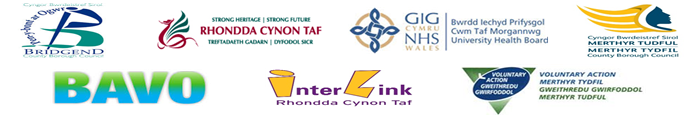 Cyngor Bwrdeistref Sirol
Pen-y-bont ar Ogwr
BRIDGEND
County Borough Council
STRONG HERITAGE | STRONG FUTURE
RHONDDA CYNON TAF
TREFTADAETH GADARN | DYFODOL SICR
GIG
CYMRU
NHS
WALES
Bwrdd Iechyd Prifysgol
Cwm Taf Morgannwg
University Health Board
Cyngor Bwrdeistref Sirol
MERTHYR TUDFUL
MERTHYR TYDFIL
County Borough Council
BAVO
interLink
Rhondda Cynon Taf
VOLUNTARY
ACTION
GWEITHREDU
GWIRFODDOL
VOLUNTARY ACTION
MERTHYR TYDFIL
GWEITHREDU GWIRFODDOL
MERTHYR TUDFUL